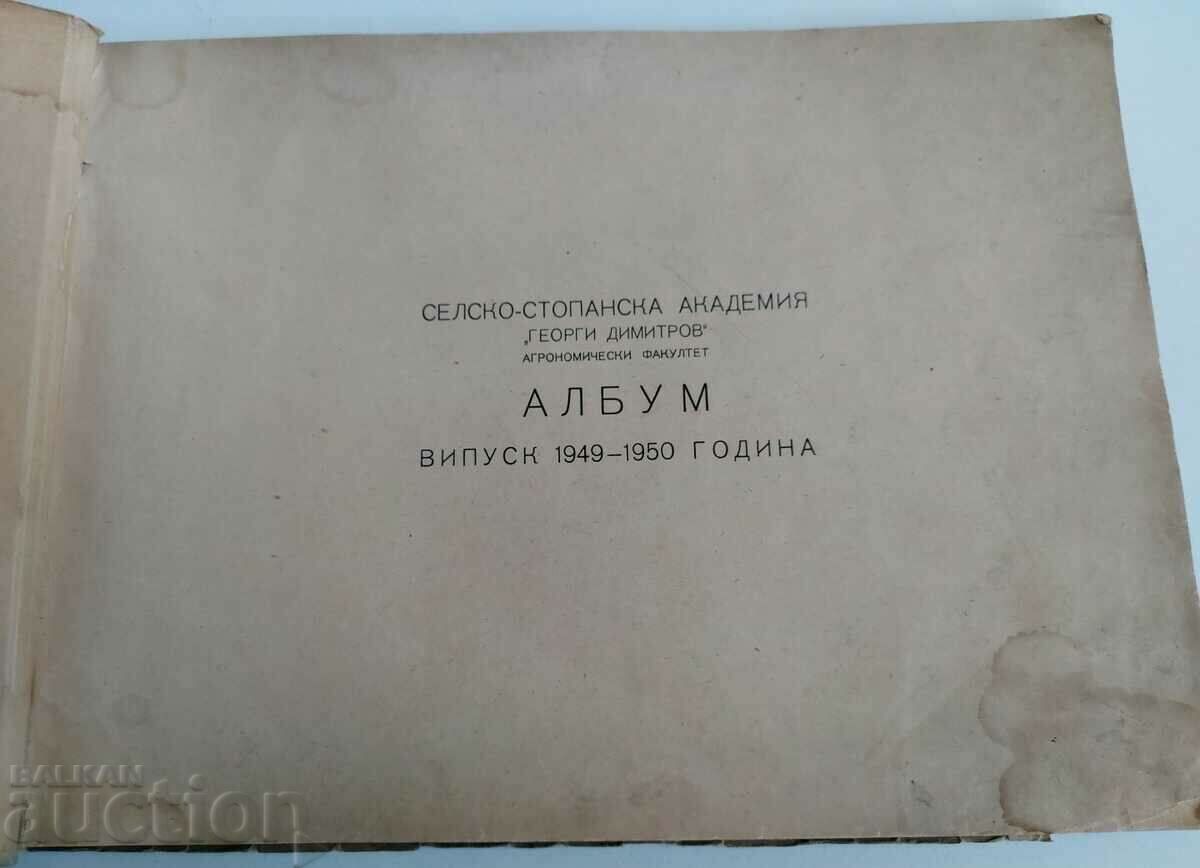 СЕЛСКО-СТОПАНСКА АКАДЕМИЯ
„ГЕОРГИ ДИМИТРОВ“
АГРОНОМИЧЕСКИ ФАКУЛТЕТ
АЛБУМ
ВИПУСК 1949–1950 ГОДИНА
BALKAN
auction